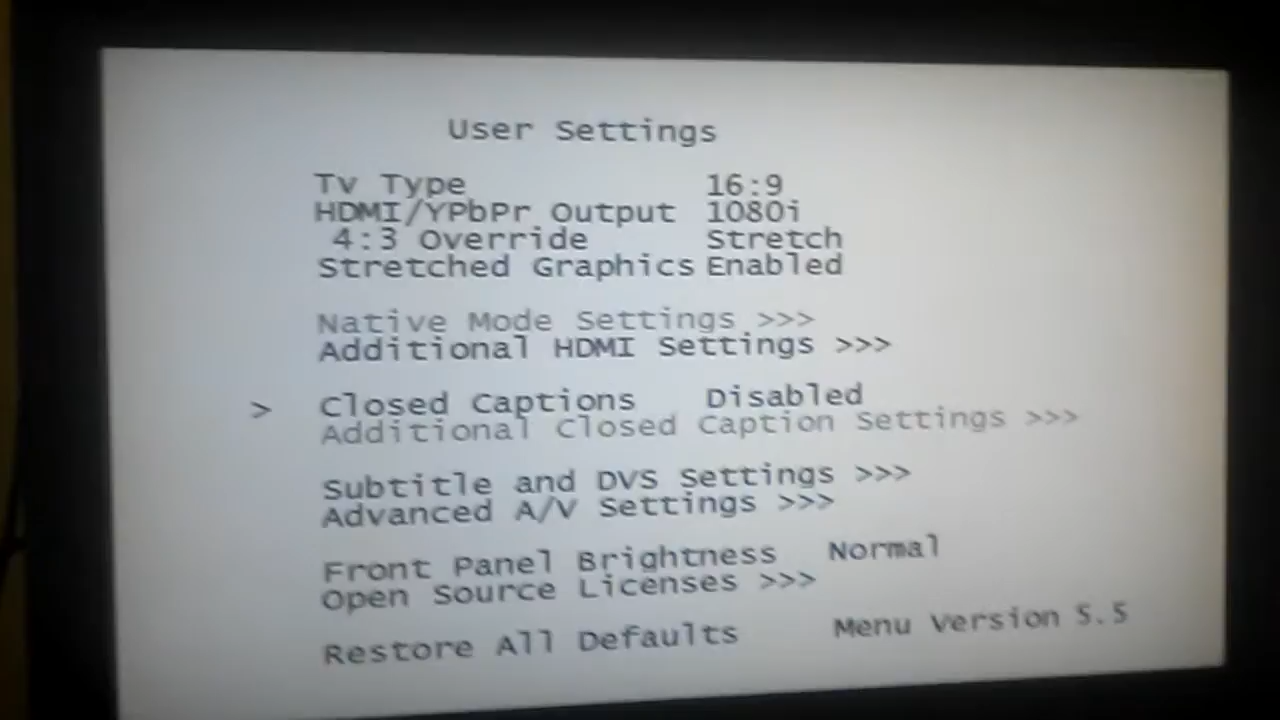 User Settings
Tv Type 16:9
HDMI/YPbPr Output 1080i
4:3 Override Stretch
Stretched Graphics Enabled
Native Mode Settings >>>
Additional HDMI Settings >>>
> Closed Captions Disabled
Additional Closed Caption Settings >>>
Subtitle and DVS Settings >>>
Advanced A/V Settings >>>
Front Panel Brightness Normal
Open Source Licenses >>>
Restore All Defaults Menu Version 5.5